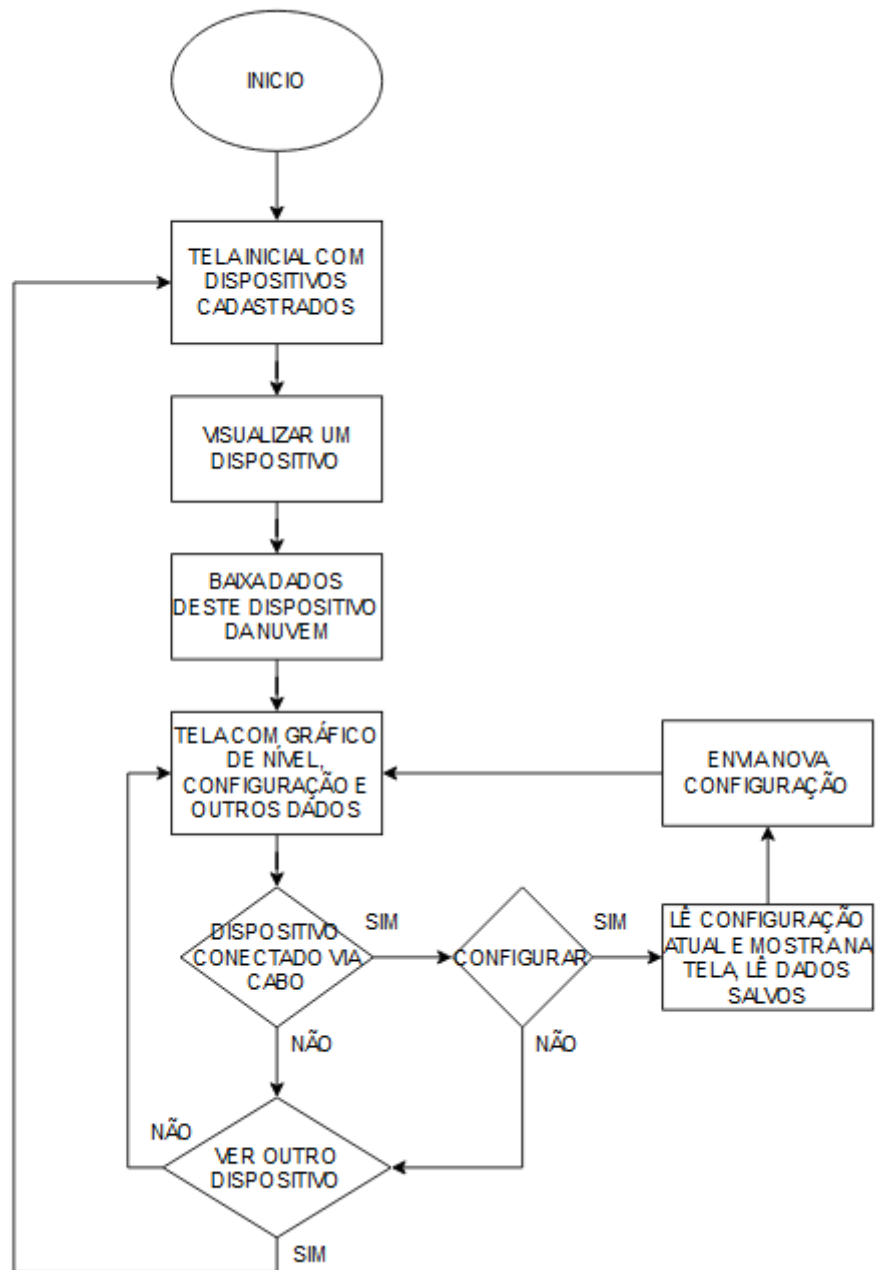 INICIO
TELA INICIAL COM
DISPOSITIVOS
CADASTRADOS
VISUALIZAR UM
DISPOSITIVO
BAIXA DADOS
DESTE DISPOSITIVO
DA NUVEM
TELA COM GRÁFICO
DE NÍVEL,
CONFIGURAÇÃO E
OUTROS DADOS
ENVIA NOVA
CONFIGURAÇÃO
DISPOSITIVO
CONECTADO VIA
CABO
SIM
CONFIGURAR
SIM
LÊ CONFIGURAÇÃO
ATUAL E MOSTRA NA
TELA, LÊ DADOS
SALVOS
NÃO
NÃO
NÃO
VER OUTRO
DISPOSITIVO
SIM